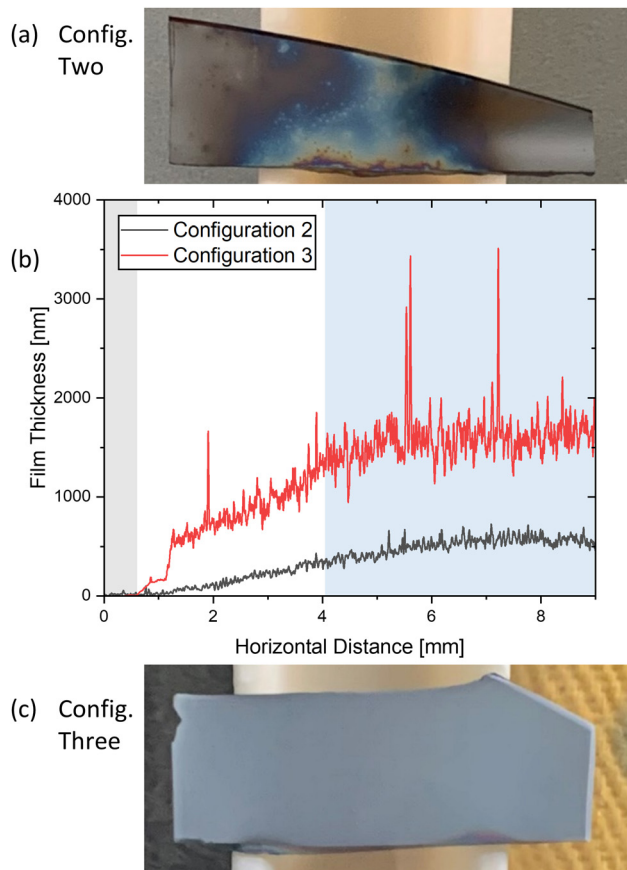 (a) Config. Two
(b)
Film Thickness [nm]
4000
3000
2000
1000
0
Configuration 2
Configuration 3
0 2 4 6 8
Horizontal Distance [mm]
(c) Config. Three